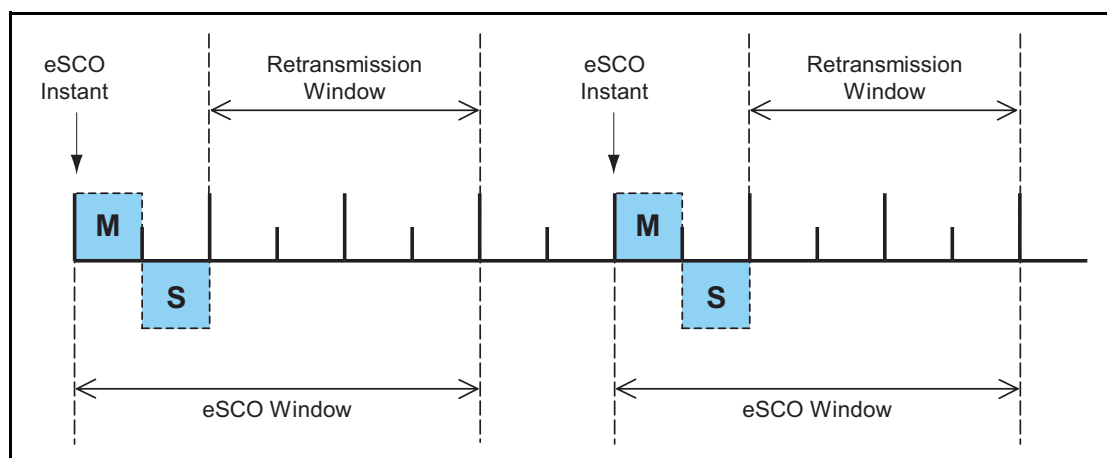 eSCO
Instant
Retransmission
Window
eSCO
Instant
Retransmission
Window
M
S
M
S
eSCO Window
eSCO Window